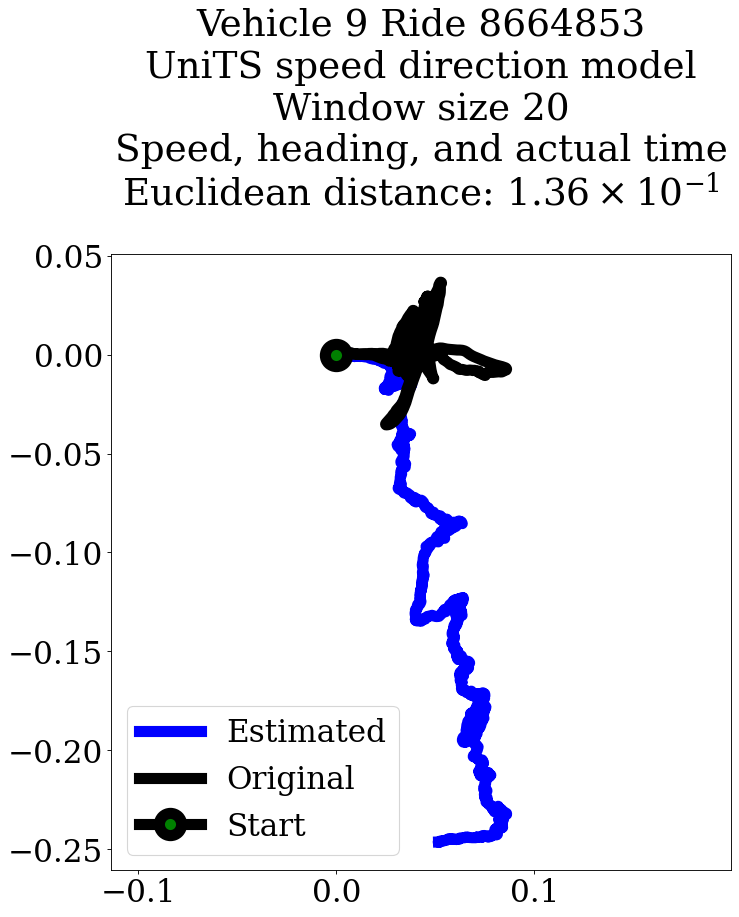 Vehicle 9 Ride 8664853
UniTS speed direction model
Window size 20
Speed, heading, and actual time
Euclidean distance: 1.36 × 10⁻¹
0.05
0.00
−0.05
−0.10
−0.15
−0.20
−0.25
Estimated
Original
Start
−0.1
0.0
0.1